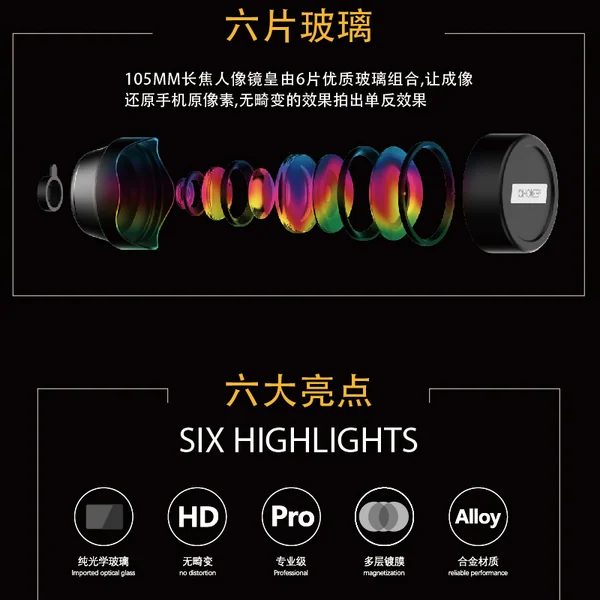 六片玻璃
105MM长焦人像镜皇由6片优质玻璃组合,让成像
还原手机原像素,无畸变的效果拍出单反效果
六大亮点
SIX HIGHLIGHTS
HD
Pro
Alloy
纯光学玻璃
无畸变
专业级
多层镀膜
合金材质
Imported optical glass
no distortion
Professional
magnetization
reliable performance